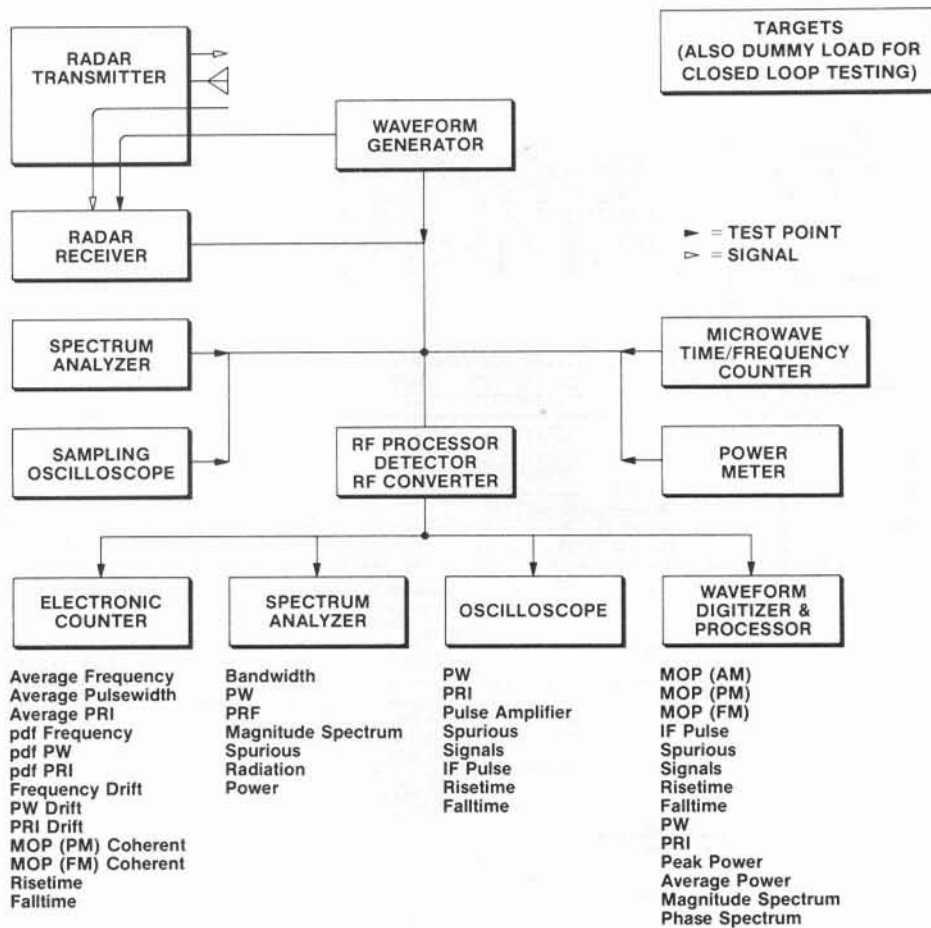 RADAR
TRANSMITTER
TARGETS
(ALSO DUMMY LOAD FOR
CLOSED LOOP TESTING)
WAVEFORM
GENERATOR
RADAR
RECEIVER
= TEST POINT
= SIGNAL
SPECTRUM
ANALYZER
MICROWAVE
TIME/FREQUENCY
COUNTER
SAMPLING
OSCILLOSCOPE
RF PROCESSOR
DETECTOR
RF CONVERTER
POWER
METER
ELECTRONIC
COUNTER
Average Frequency
Average Pulsewidth
Average PRI
pdf Frequency
pdf PW
pdf PRI
Frequency Drift
PW Drift
PRI Drift
MOP (PM) Coherent
MOP (FM) Coherent
Risetime
Falltime
SPECTRUM
ANALYZER
Bandwidth
PW
PRF
Magnitude Spectrum
Spurious
Radiation
Power
OSCILLOSCOPE
PW
PRI
Pulse Amplifier
Spurious
Signals
IF Pulse
Risetime
Falltime
WAVEFORM
DIGITIZER &
PROCESSOR
MOP (AM)
MOP (PM)
MOP (FM)
IF Pulse
Spurious
Signals
Risetime
Falltime
PW
PRI
Peak Power
Average Power
Magnitude Spectrum
Phase Spectrum